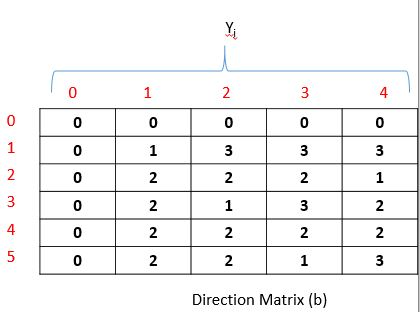 Yj
0 1 2 3 4
0 0 0 0 0 0
1 0 1 3 3 3
2 0 2 2 2 1
3 0 2 1 3 2
4 0 2 2 2 2
5 0 2 2 1 3
Direction Matrix (b)